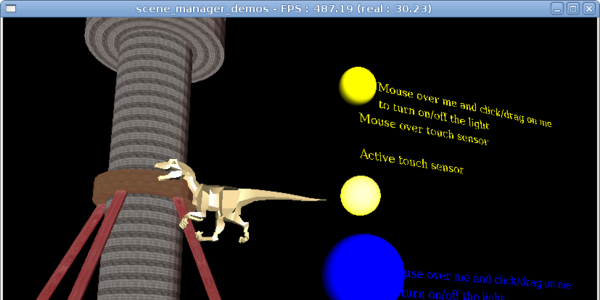 scene_manager_demos - FPS : 487.19 (real : 30.23)
Mouse over me and click/drag on me
to turn on/off the light
Mouse over touch sensor
Active touch sensor
use over me and click/drag on me
turn on/off the light